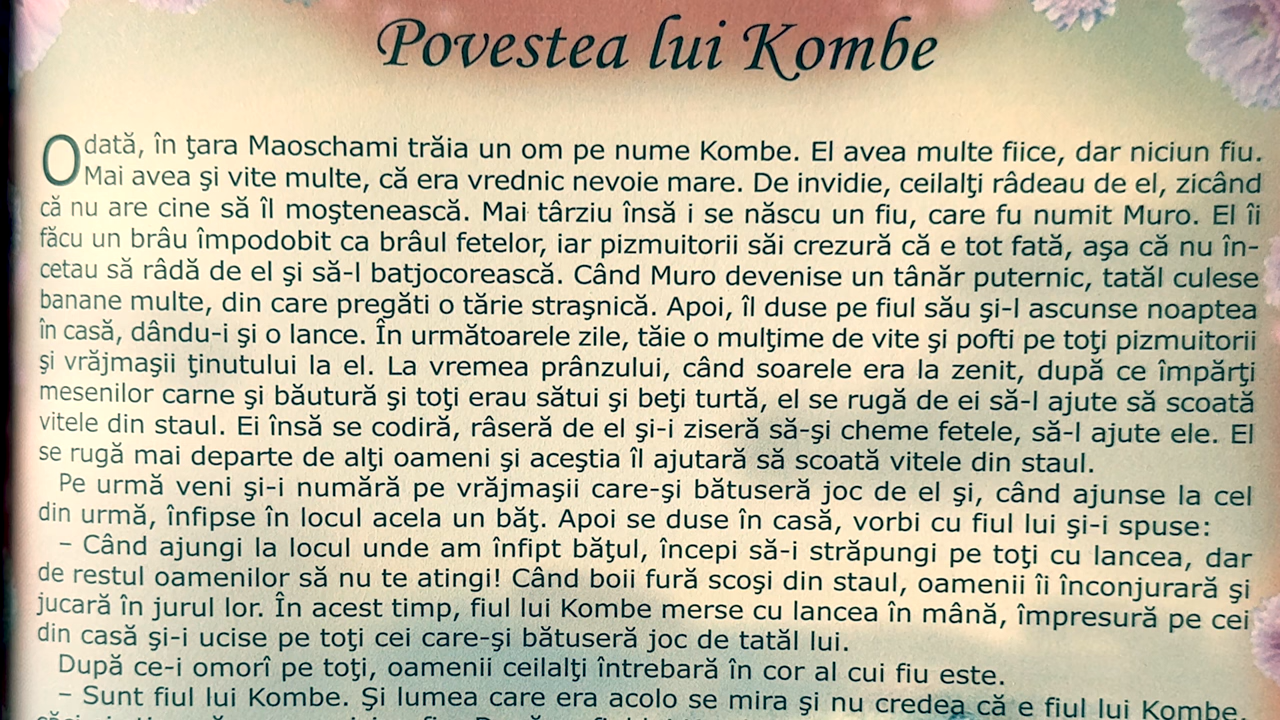 Povestea lui Kombe
Odată, în ţara Maoschami trăia un om pe nume Kombe. El avea multe fiice, dar niciun fiu.
Mai avea şi vite multe, că era vrednic nevoie mare. De invidie, ceilalţi râdeau de el, zicând
că nu are cine să îl moştenească. Mai târziu însă i se născu un fiu, care fu numit Muro. El îi
făcu un brâu împodobit ca brâul fetelor, iar pizmuitorii săi crezură că e tot fată, aşa că nu în-
cetau să râdă de el şi să-l batjocorească. Când Muro devenise un tânăr puternic, tatăl culese
banane multe, din care pregăti o tărie straşnică. Apoi, îl duse pe fiul său şi-l ascunse noaptea
în casă, dându-i şi o lance. În următoarele zile, tăie o mulţime de vite şi pofti pe toţi pizmuitorii
şi vrăjmaşii ţinutului la el. La vremea prânzului, când soarele era la zenit, după ce împărţi
mesenilor carne şi băutură şi toţi erau sătui şi beţi turtă, el se rugă de ei să-l ajute să scoată
vitele din staul. Ei însă se codiră, râseră de el şi-i ziseră să-şi cheme fetele, să-l ajute ele. El
se rugă mai departe de alţi oameni şi aceştia îl ajutară să scoată vitele din staul.
Pe urmă veni şi-i numără pe vrăjmaşii care-şi bătuseră joc de el şi, când ajunse la cel
din urmă, înfipse în locul acela un băţ. Apoi se duse în casă, vorbi cu fiul lui şi-i spuse:
– Când ajungi la locul unde am înfipt băţul, începi să-i străpungi pe toţi cu lancea, dar
de restul oamenilor să nu te atingi! Când boii fură scoşi din staul, oamenii îi înconjurară şi
jucară în jurul lor. În acest timp, fiul lui Kombe merse cu lancea în mână, împresură pe cei
din casă şi-i ucise pe toţi cei care-şi bătuseră joc de tatăl lui.
După ce-i omorî pe toţi, oamenii ceilalţi întrebară în cor al cui fiu este.
– Sunt fiul lui Kombe. Şi lumea care era acolo se mira şi nu credea că e fiul lui Kombe,